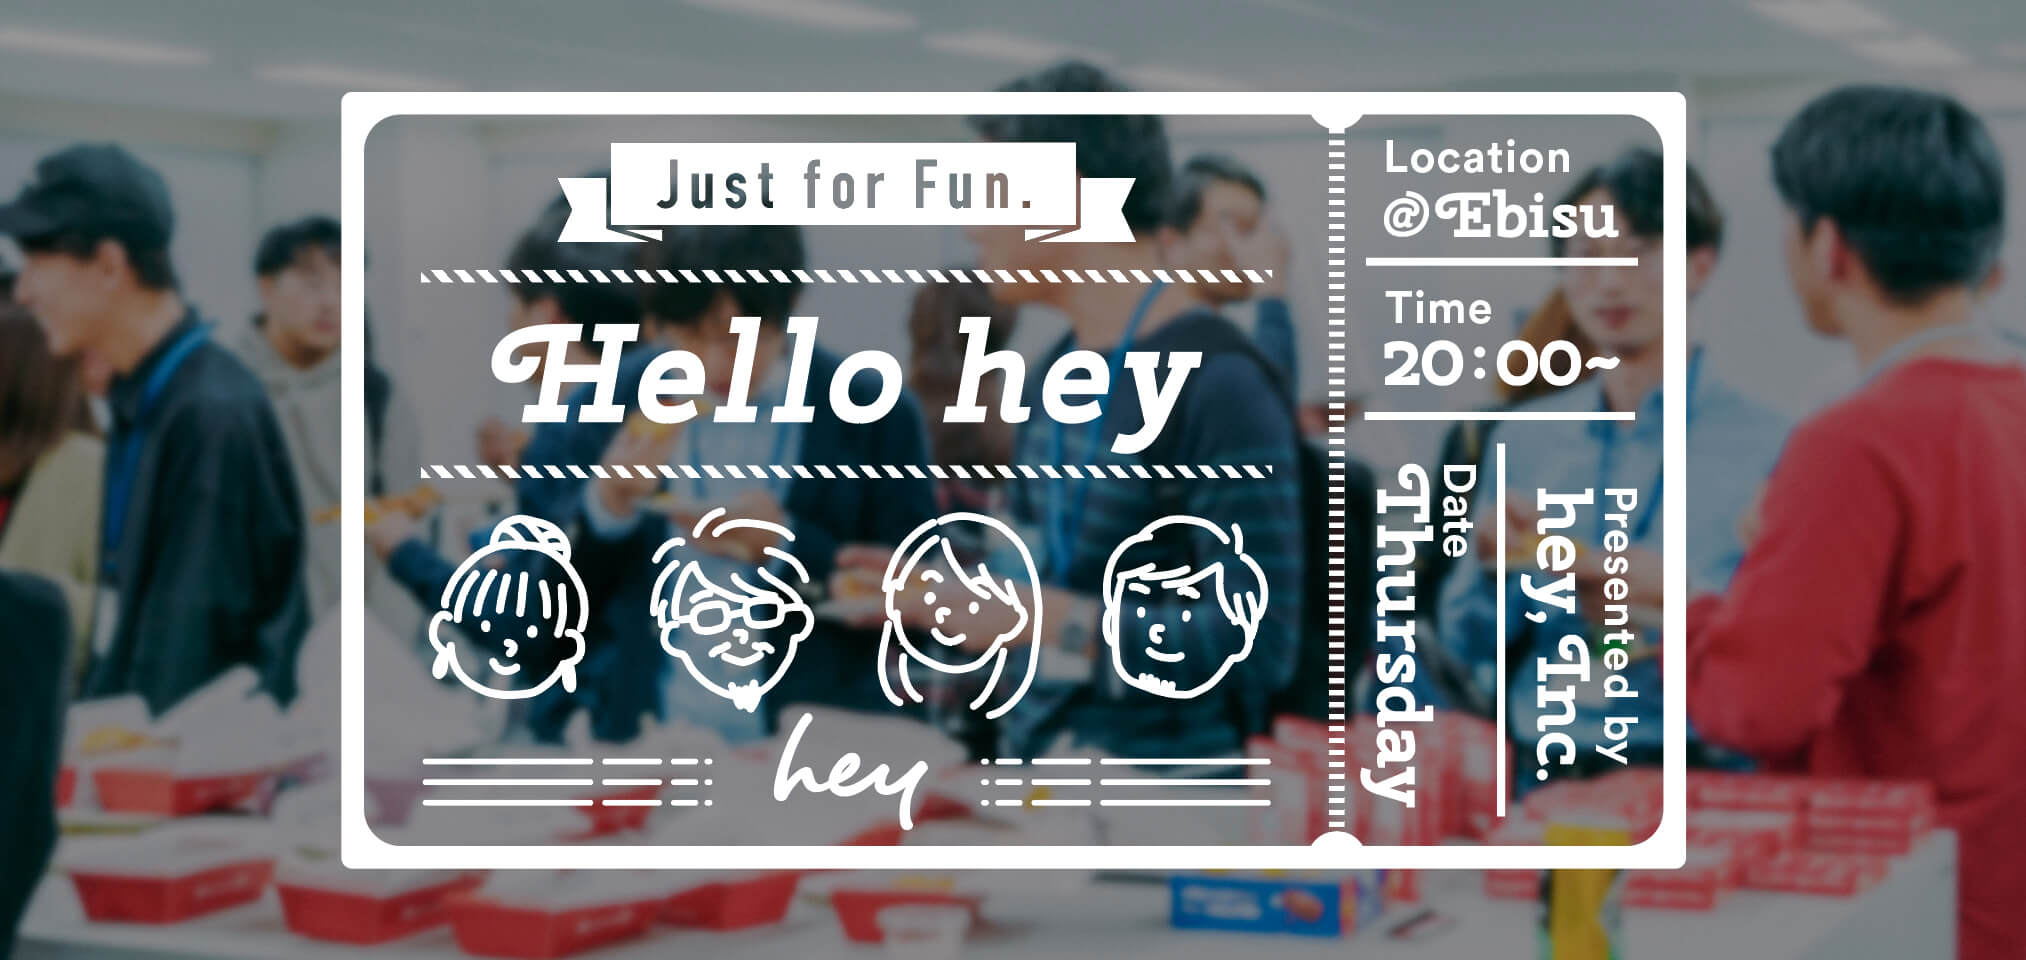 Just for Fun.
Hello hey
hey
Location
@Ebisu
Time
20:00~
Date
Thursday
Presented by
hey, Inc.